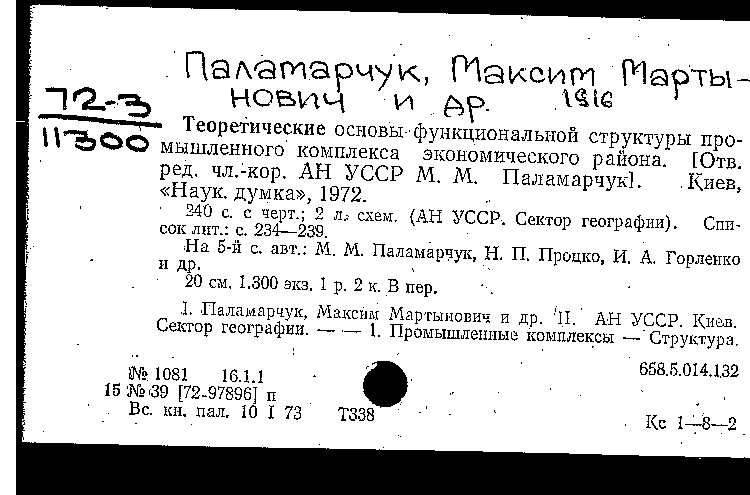 Паламарчук, Максим Марты-
нович и др. 1916
72-3
11300
Теоретические основы функциональной структуры про-
мышленного комплекса экономического района. [Отв.
ред. чл.-кор. АН УССР М. М. Паламарчук]. Киев,
«Наук. думка», 1972.
240 с. с черт.; 2 л. схем. (АН УССР. Сектор географии). Спи-
сок лит.: с. 234—239.
На 5-й с. авт.: М. М. Паламарчук, Н. П. Процко, И. А. Горленко
и др.
20 см. 1.300 экз. 1 р. 2 к. В пер.
I. Паламарчук, Максим Мартынович и др. II. АН УССР. Киев.
Сектор географии. — — 1. Промышленные комплексы — Структура.
658.5.014.132
№ 1081 16.1.1
15 № 39 [72-97896] п
Вс. кн. пал. 10 I 73 Т338
Кс 1—8—2